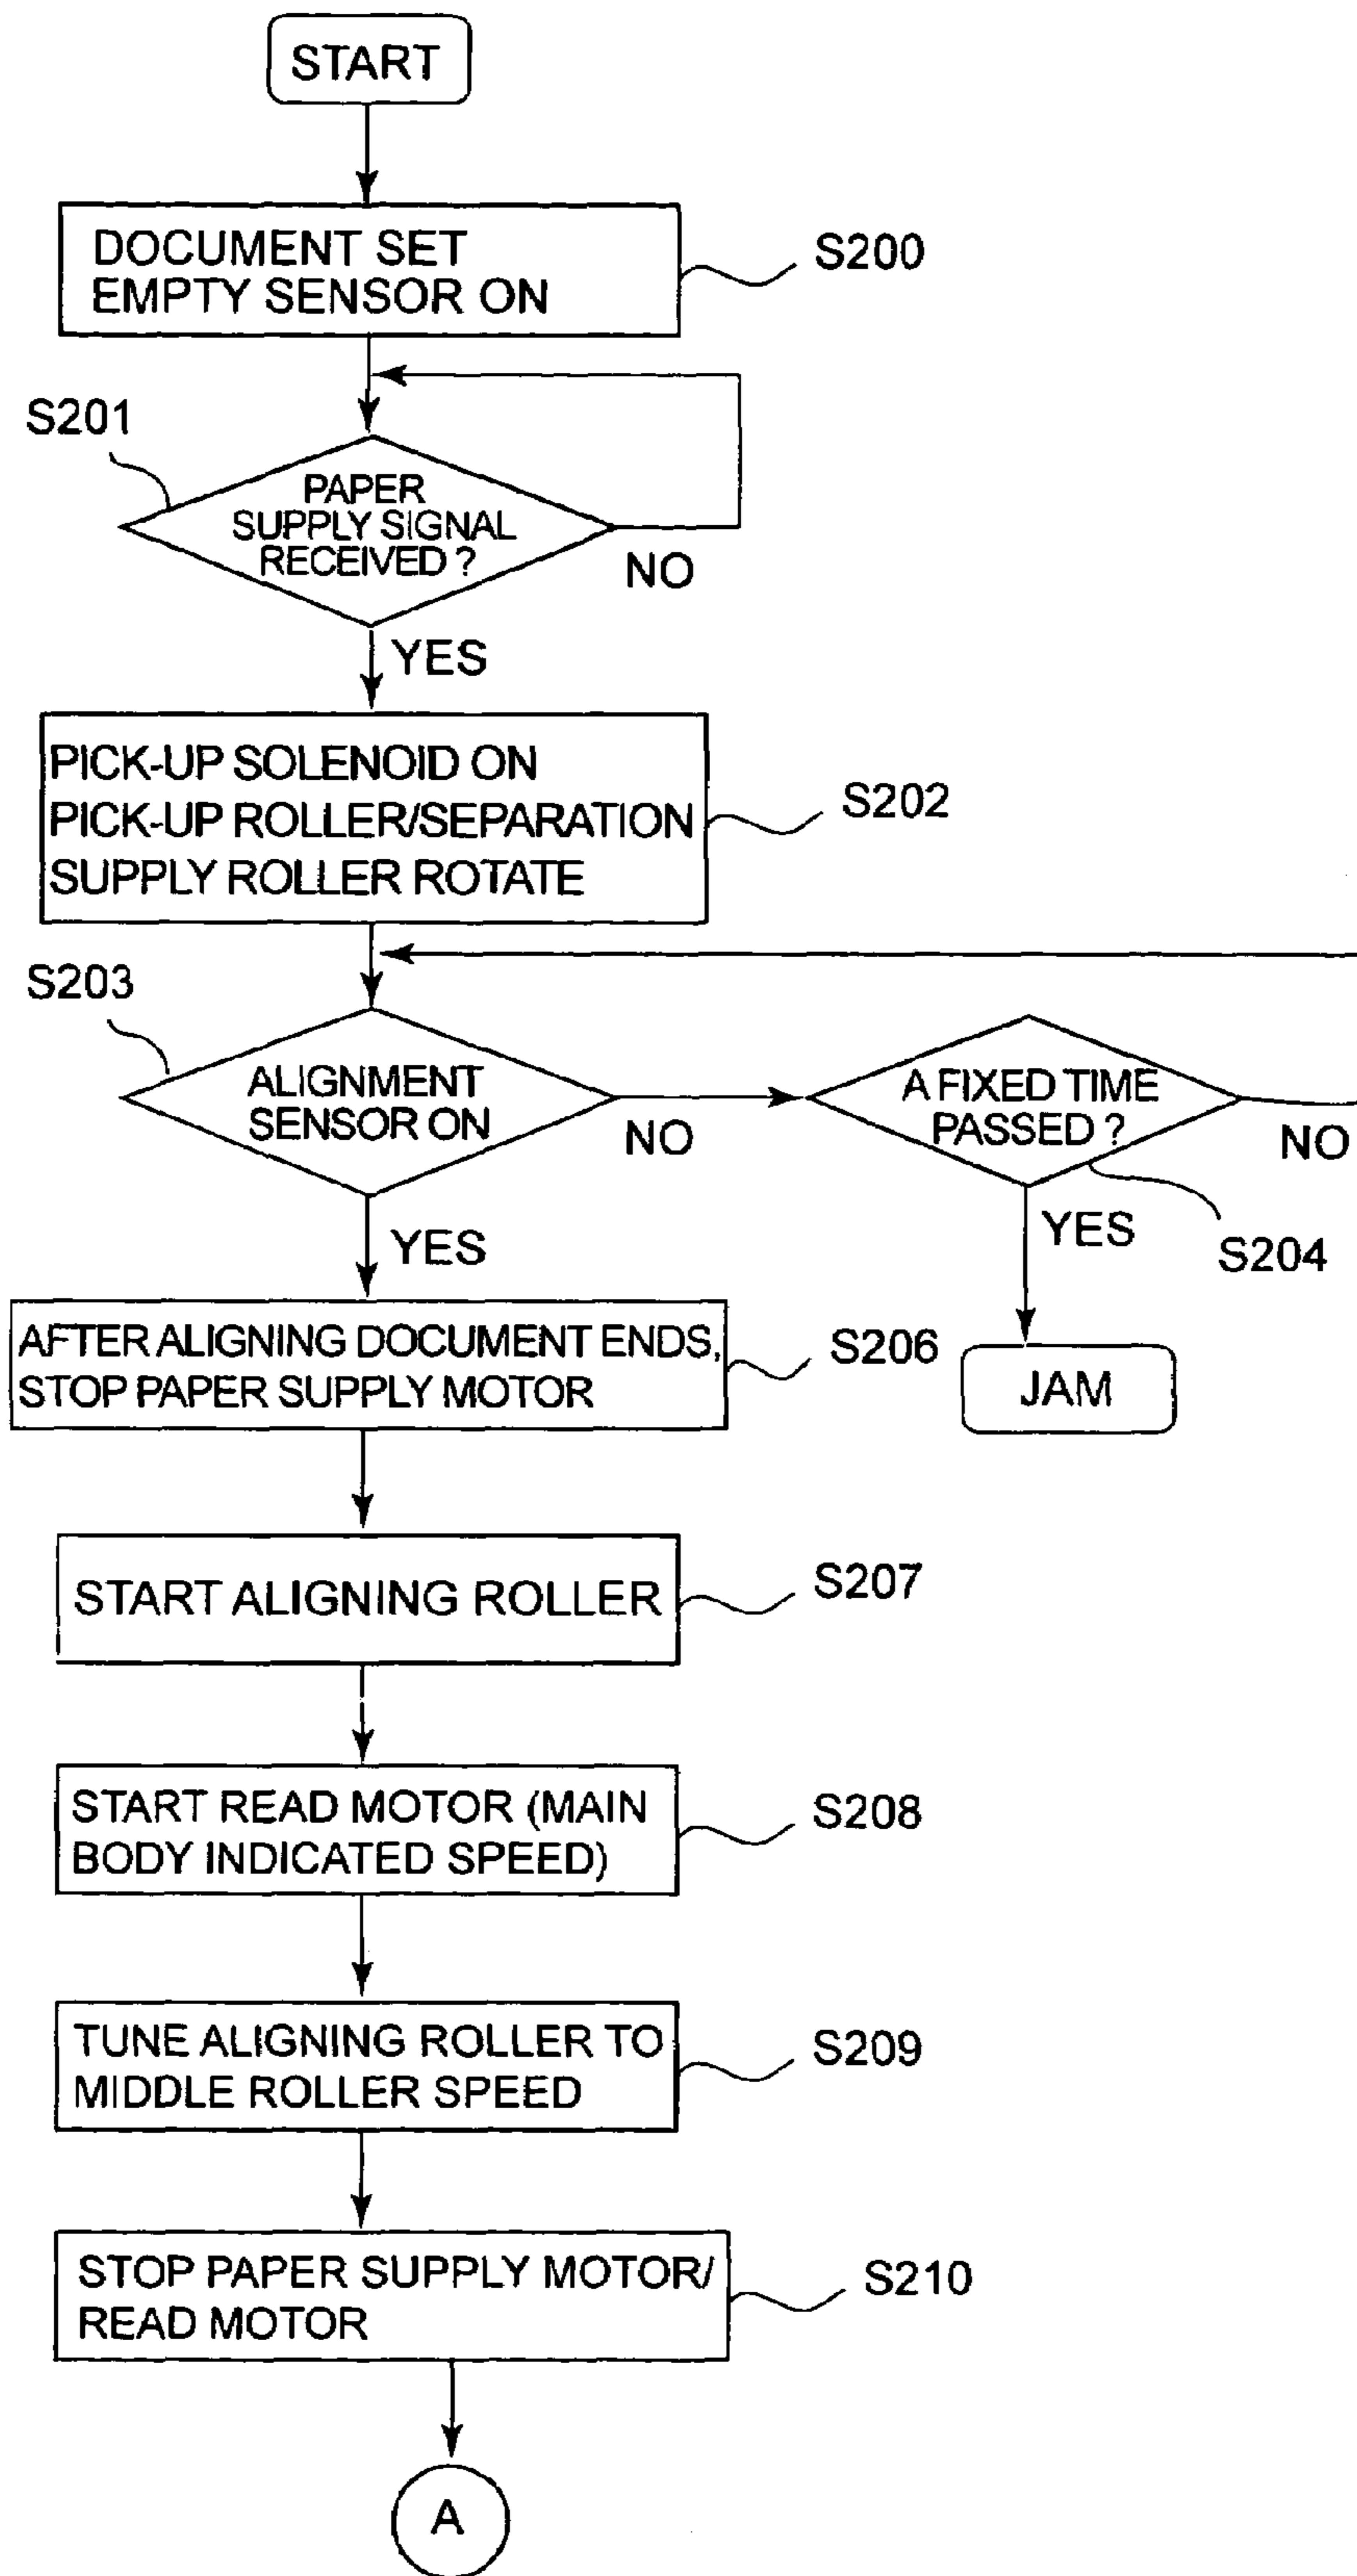 START
DOCUMENT SET
EMPTY SENSOR ON
S200
S201
PAPER
SUPPLY SIGNAL
RECEIVED ?
NO
YES
PICK-UP SOLENOID ON
PICK-UP ROLLER/SEPARATION
SUPPLY ROLLER ROTATE
S202
S203
ALIGNMENT
SENSOR ON
NO
A FIXED TIME
PASSED ?
NO
YES
YES
S204
AFTER ALIGNING DOCUMENT ENDS,
STOP PAPER SUPPLY MOTOR
S206
JAM
START ALIGNING ROLLER
S207
START READ MOTOR (MAIN
BODY INDICATED SPEED)
S208
TUNE ALIGNING ROLLER TO
MIDDLE ROLLER SPEED
S209
STOP PAPER SUPPLY MOTOR/
READ MOTOR
S210
A